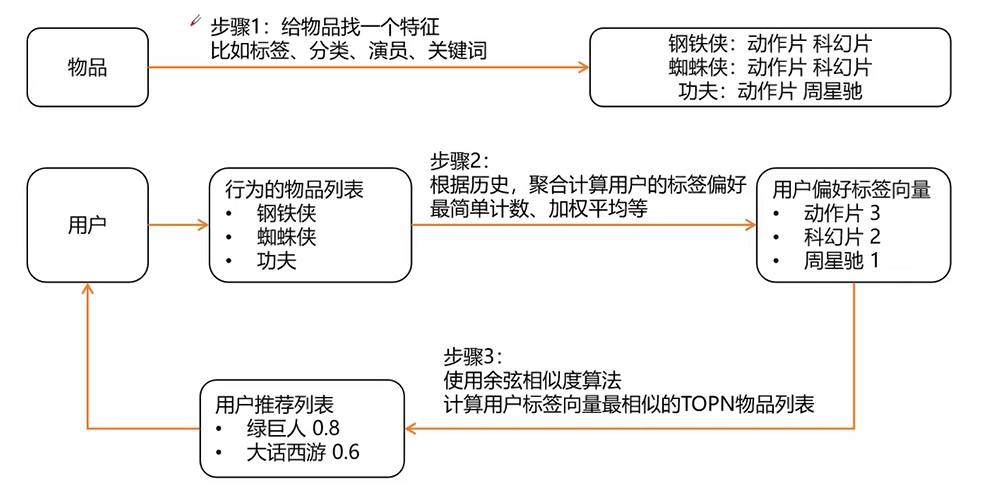 步骤1：给物品找一个特征
比如标签、分类、演员、关键词
物品
钢铁侠：动作片 科幻片
蜘蛛侠：动作片 科幻片
功夫：动作片 周星驰
步骤2：
根据历史，聚合计算用户的标签偏好
最简单计数、加权平均等
用户
行为的物品列表
• 钢铁侠
• 蜘蛛侠
• 功夫
用户偏好标签向量
• 动作片 3
• 科幻片 2
• 周星驰 1
步骤3：
使用余弦相似度算法
计算用户标签向量最相似的TOPN物品列表
用户推荐列表
• 绿巨人 0.8
• 大话西游 0.6